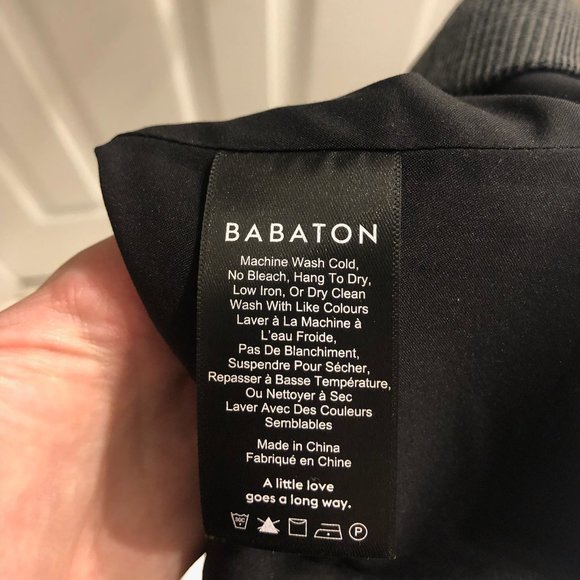 BABATON
Machine Wash Cold,
No Bleach, Hang To Dry,
Low Iron, Or Dry Clean
Wash With Like Colours
Laver à La Machine à
L'eau Froide,
Pas De Blanchiment,
Suspendre Pour Sécher,
Repasser à Basse Température,
Ou Nettoyer à Sec
Laver Avec Des Couleurs
Semblables
Made in China
Fabriqué en Chine
A little love
goes a long way.
30C P